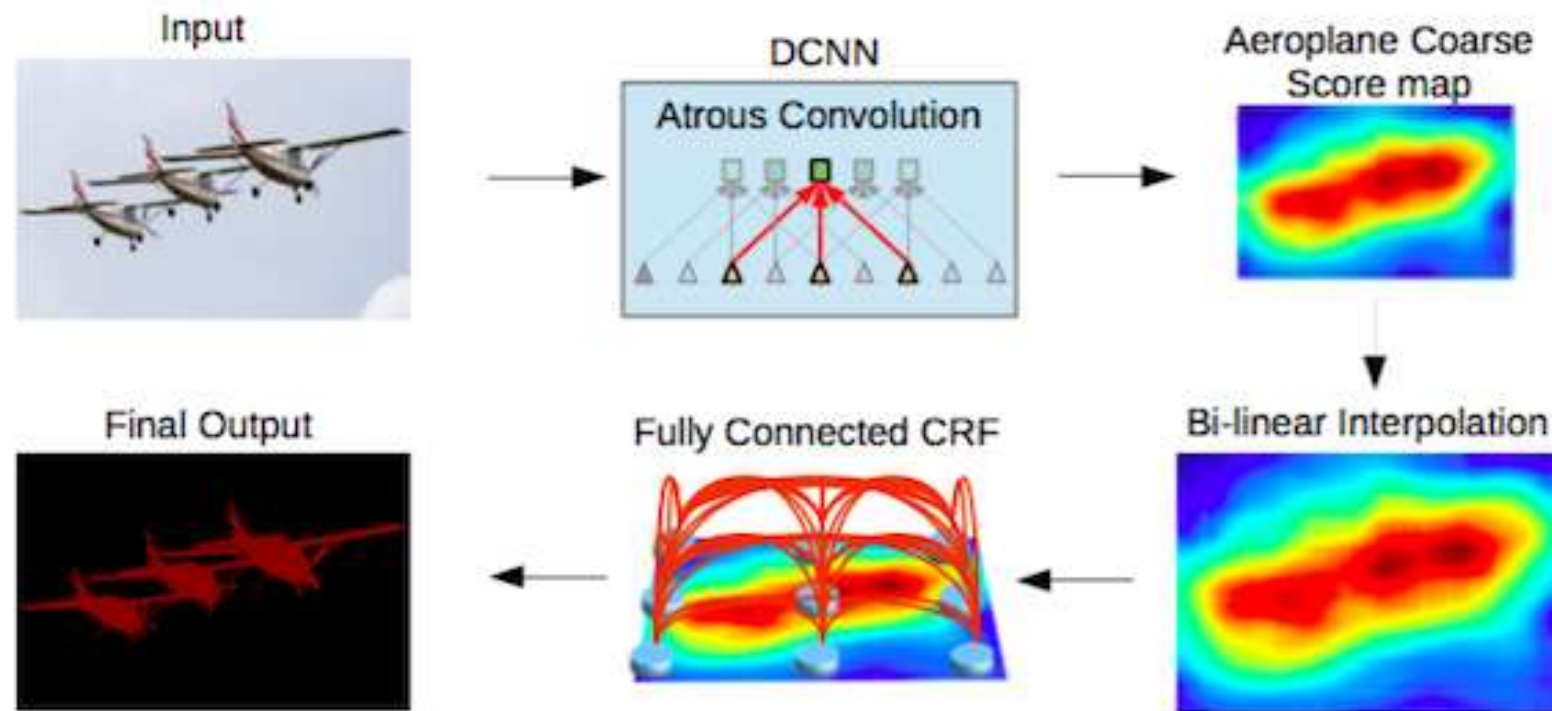 Input
DCNN
Atrous Convolution
Aeroplane Coarse
Score map
Bi-linear Interpolation
Fully Connected CRF
Final Output